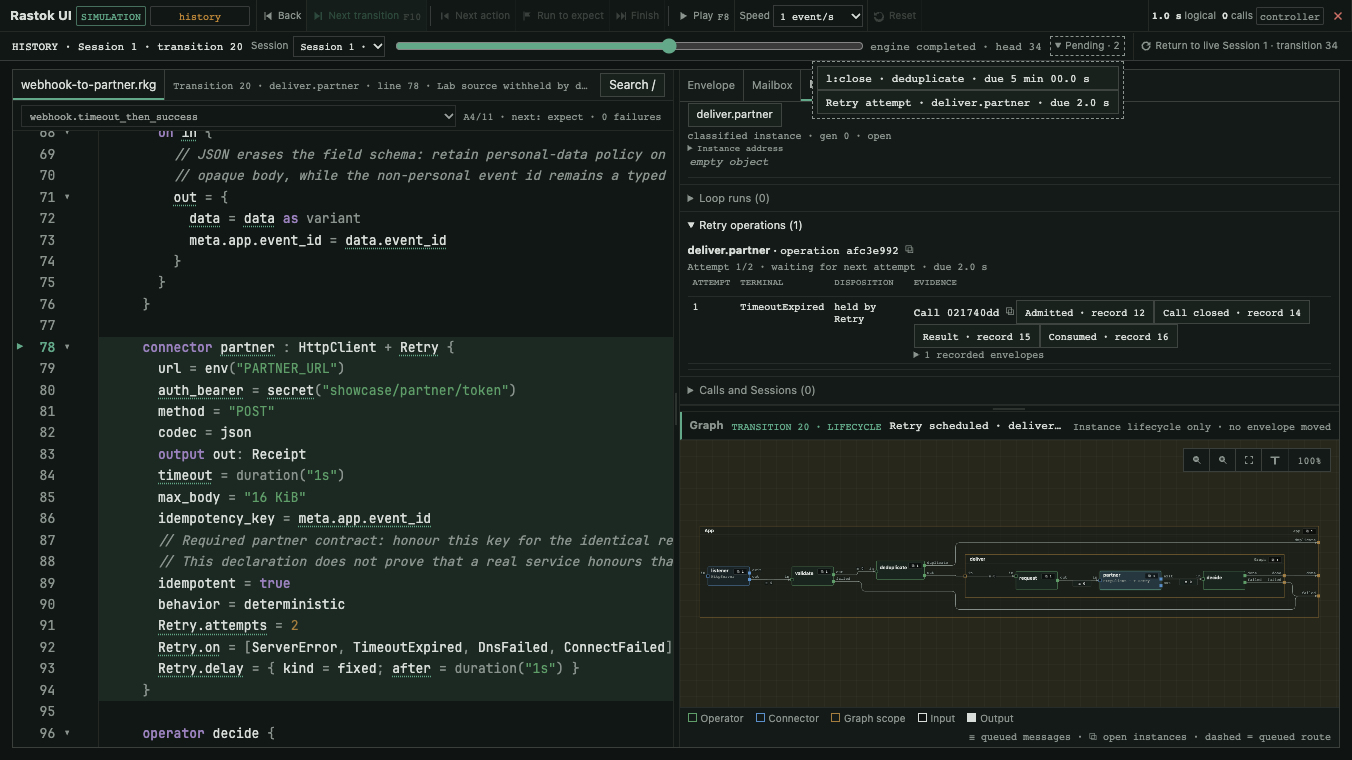 Rastok UI SIMULATION history Back Next transition F10 Next action Run to expect Finish Play F8 Speed 1 event/s Reset 1.0 s logical 0 calls controller ✕
HISTORY · Session 1 · transition 20 Session Session 1 · engine completed · head 34 Pending · 2 Return to live Session 1 · transition 34
webhook-to-partner.rkg Transition 20 · deliver.partner · line 78 · Lab source withheld by d… Search /
webhook.timeout_then_success A4/11 · next: expect · 0 failures
68 on in {
69 // JSON erases the field schema: retain personal-data policy on
70 // opaque body, while the non-personal event id remains a typed
71 out = {
72 data = data as variant
73 meta.app.event_id = data.event_id
74 }
75 }
76 }
77
78 connector partner : HttpClient + Retry {
79 url = env("PARTNER_URL")
80 auth_bearer = secret("showcase/partner/token")
81 method = "POST"
82 codec = json
83 output out: Receipt
84 timeout = duration("1s")
85 max_body = "16 KiB"
86 idempotency_key = meta.app.event_id
87 // Required partner contract: honour this key for the identical re
88 // This declaration does not prove that a real service honours tha
89 idempotent = true
90 behavior = deterministic
91 Retry.attempts = 2
92 Retry.on = [ServerError, TimeoutExpired, DnsFailed, ConnectFailed]
93 Retry.delay = { kind = fixed; after = duration("1s") }
94 }
95
96 operator decide {
Envelope Mailbox
l:close · deduplicate · due 5 min 00.0 s
Retry attempt · deliver.partner · due 2.0 s
deliver.partner
classified instance · gen 0 · open
Instance address
empty object
Loop runs (0)
Retry operations (1)
deliver.partner · operation afc3e992
Attempt 1/2 · waiting for next attempt · due 2.0 s
ATTEMPT TERMINAL DISPOSITION EVIDENCE
1 TimeoutExpired held by Retry Call 021740dd Admitted · record 12 Call closed · record 14
Result · record 15 Consumed · record 16
1 recorded envelopes
Calls and Sessions (0)
Graph TRANSITION 20 · LIFECYCLE Retry scheduled · deliver… Instance lifecycle only · no envelope moved
100%
App
listener
validate
deduplicate
deliver
request
partner
decide
Operator Connector Graph scope Input Output
≡ queued messages · open instances · dashed = queued route